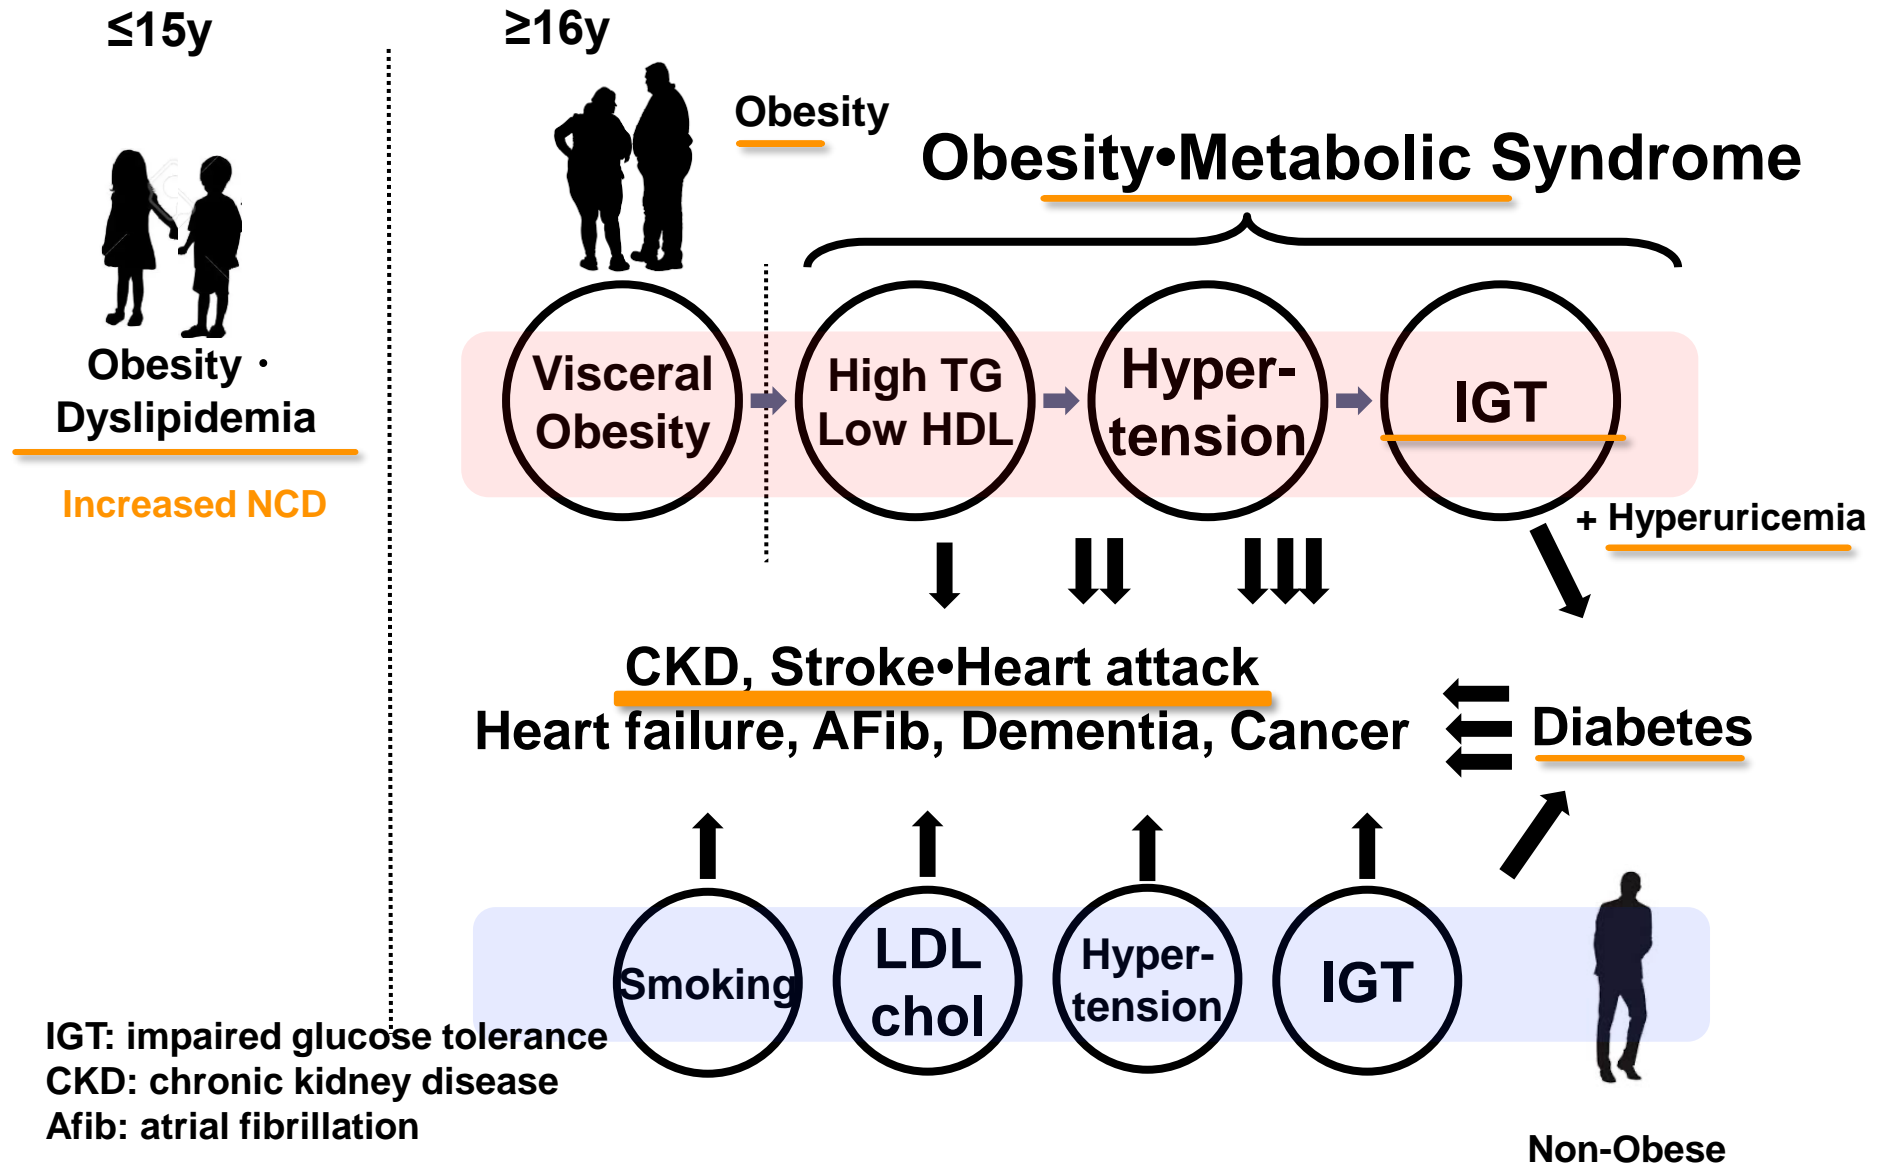 ≤15y
≥16y
Obesity
Obesity•Metabolic Syndrome
Obesity・
Dyslipidemia
Increased NCD
Visceral
Obesity
High TG
Low HDL
Hyper-
tension
IGT
+ Hyperuricemia
CKD, Stroke•Heart attack
Heart failure, AFib, Dementia, Cancer
Diabetes
Smoking
LDL
chol
Hyper-
tension
IGT
IGT: impaired glucose tolerance
CKD: chronic kidney disease
Afib: atrial fibrillation
Non-Obese